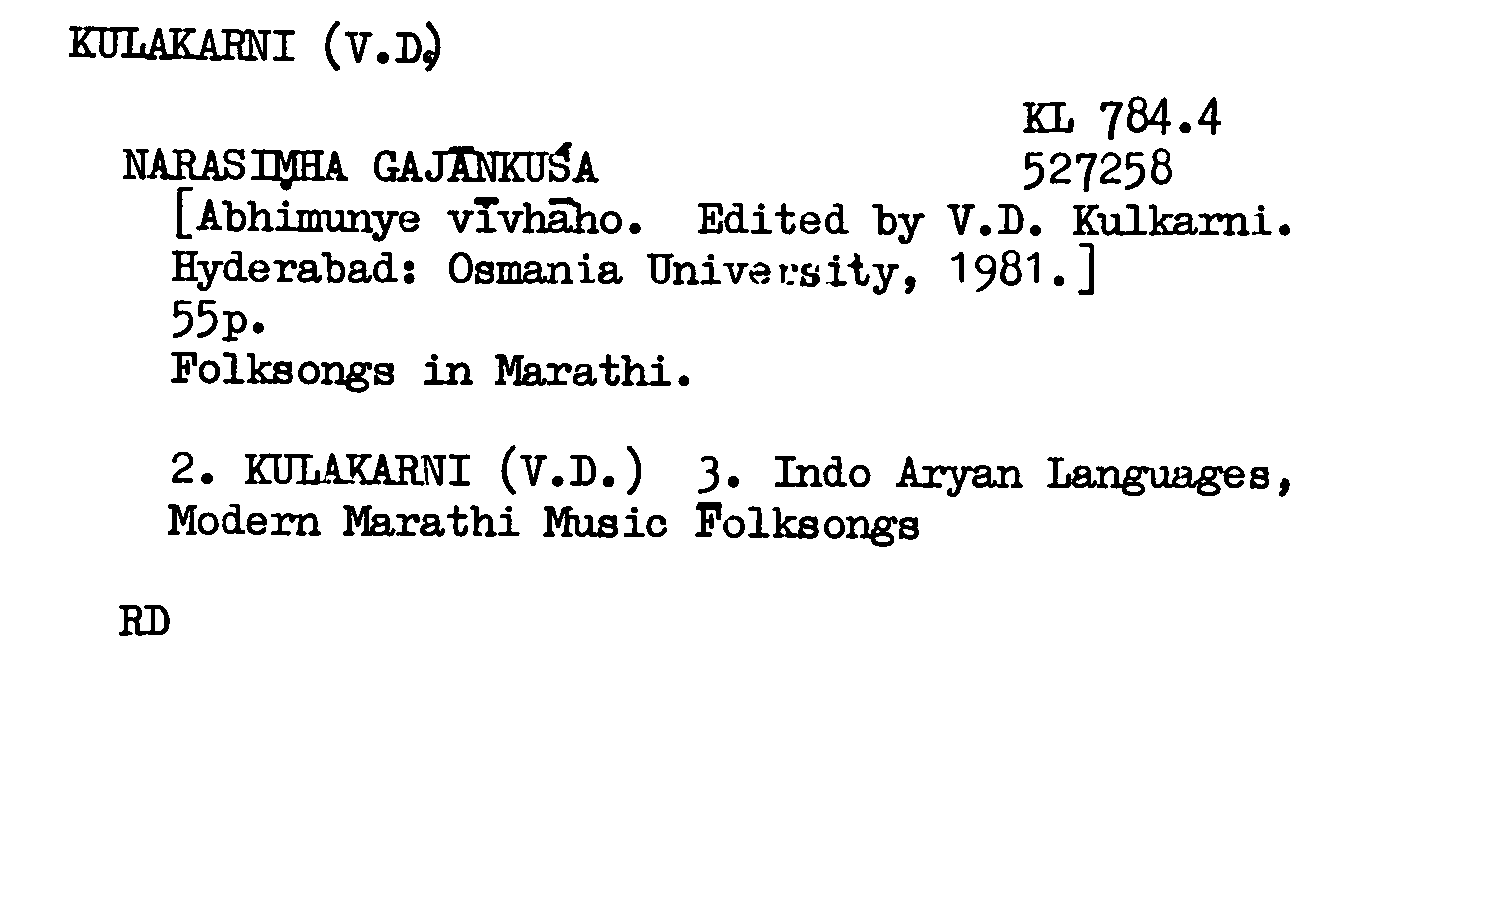 KULAKARNI (V.D.)
KL 784.4
NARASIṂHA GAJĀNKUŚA
527258
[Abhimunye vīvhāho. Edited by V.D. Kulkarni.
Hyderabad: Osmania University, 1981.]
55p.
Folksongs in Marathi.
2. KULAKARNI (V.D.) 3. Indo Aryan Languages,
Modern Marathi Music Folksongs
RD